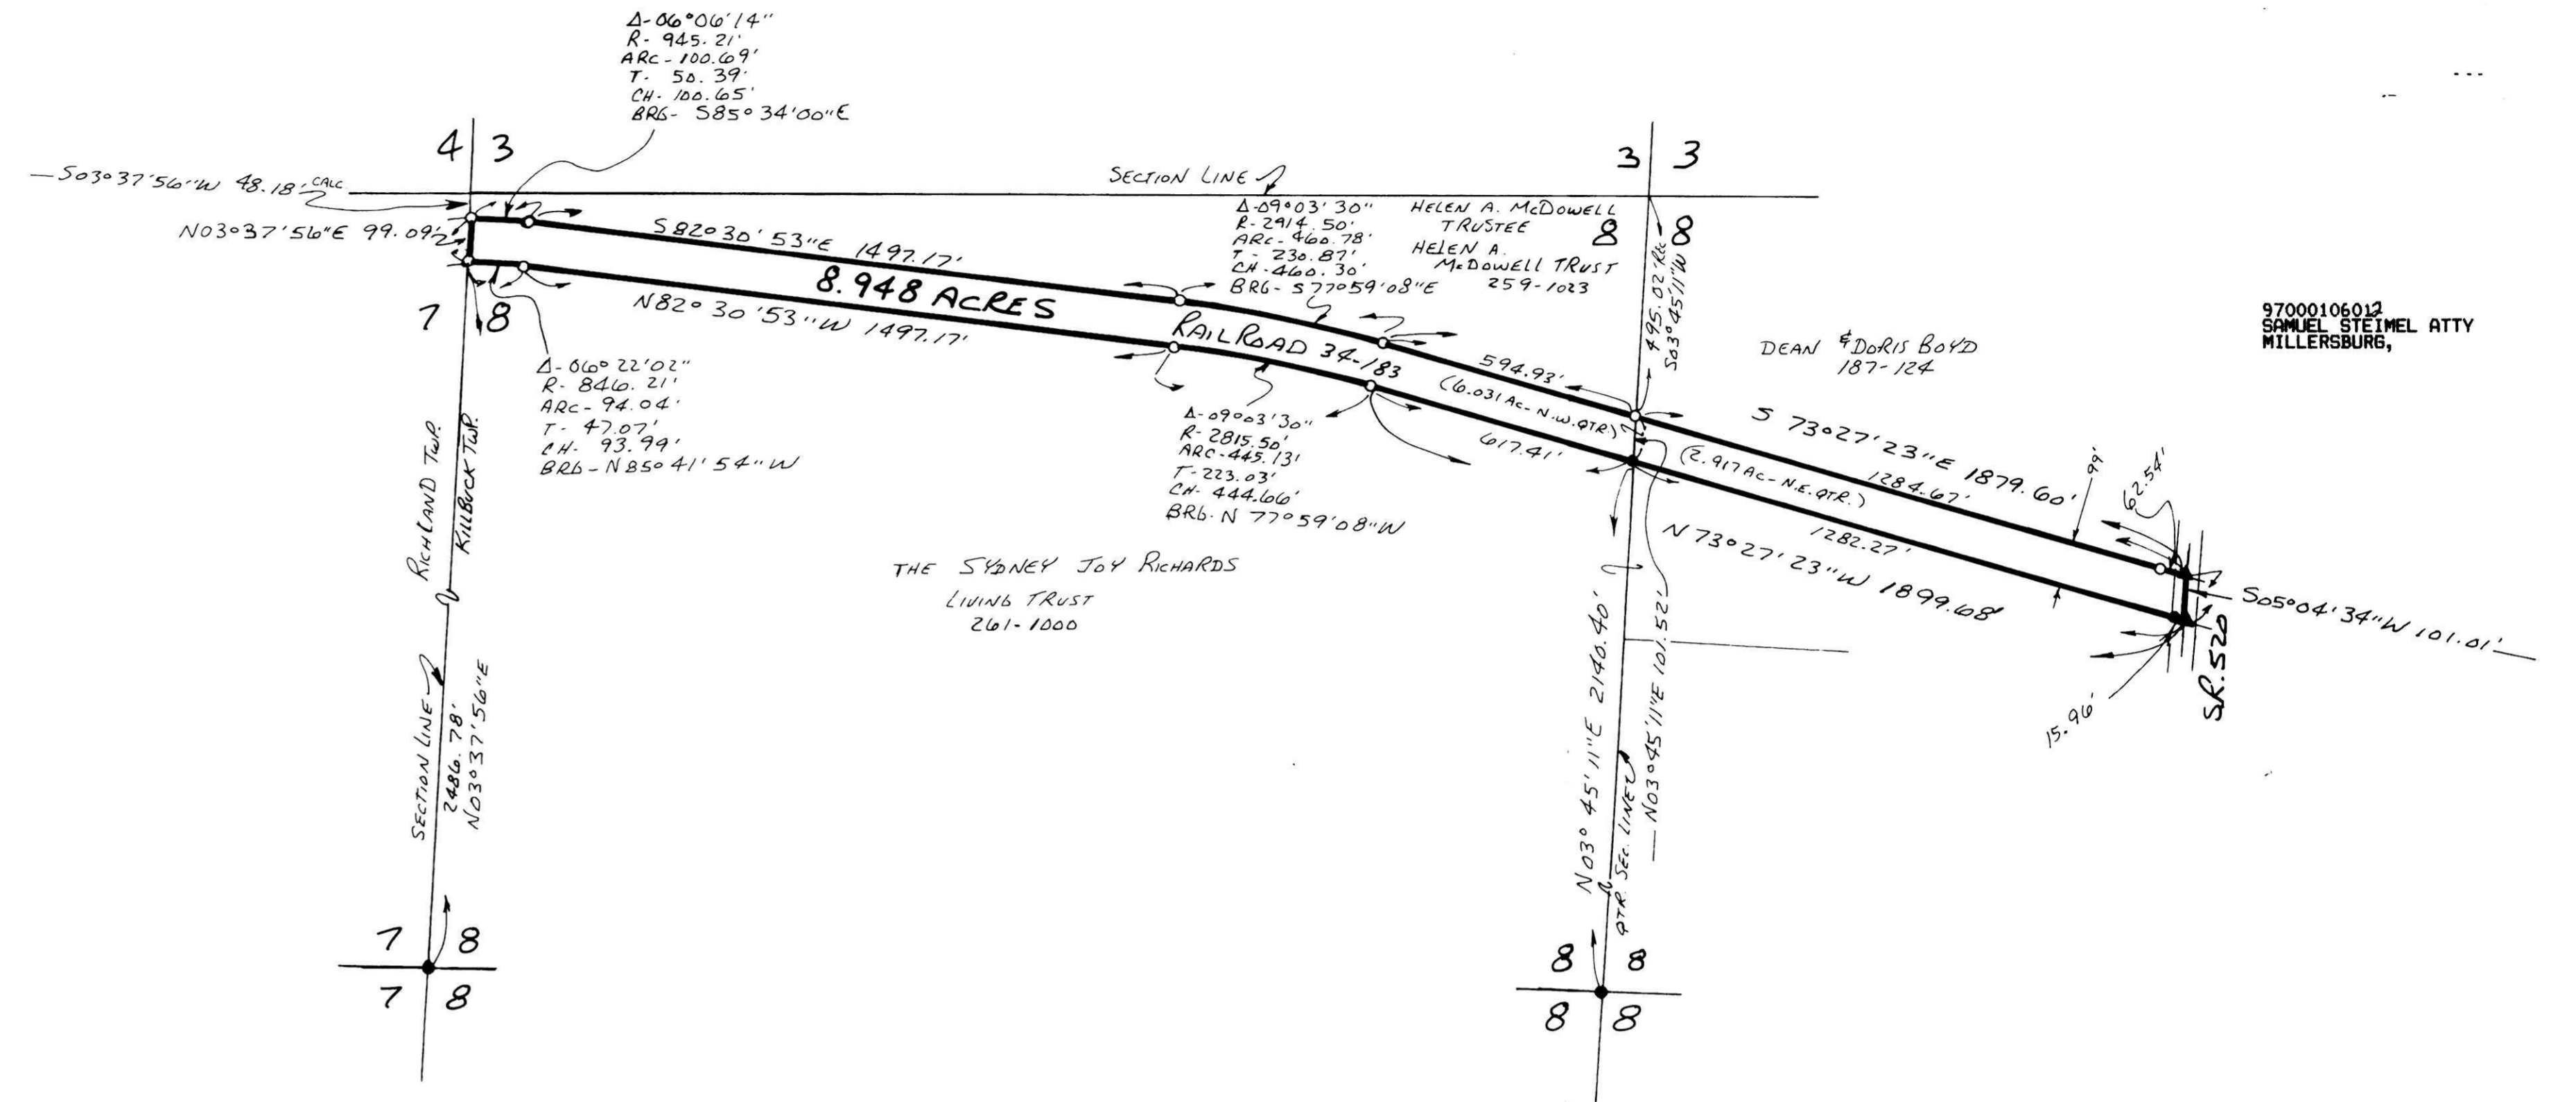 Δ-06°06'14"
R- 945.21'
ARC-100.69'
T- 50.39'
CH- 100.65'
BRG- S85°34'00"E
4 3
3 3
S03°37'56"W 48.18' CALC.
SECTION LINE
N03°37'56"E 99.09'
S82°30'53"E 1497.17'
8.948 ACRES
N82°30'53"W 1497.17'
Δ-09°03'30"
R-2914.50'
ARC-460.78'
T-230.87'
CH-460.30'
BRG-S77°59'08"E
HELEN A. McDOWELL
TRUSTEE
HELEN A.
McDOWELL TRUST
259-1023
8 8
495.02' REC.
S03°45'11"W
7 8
97000106012
SAMUEL STEIMEL ATTY
MILLERSBURG,
DEAN & DORIS BOYD
187-124
RAILROAD 34-183
594.93'
(6.031 AC-N.W.QTR.)
617.41'
Δ-06°22'02"
R- 846.21'
ARC- 94.04'
T- 47.07'
CH- 93.99'
BRG-N85°41'54"W
Δ-09°03'30"
R-2815.50'
ARC-445.13'
T-223.03'
CH-444.66'
BRG-N 77°59'08"W
S 73°27'23"E 1879.60'
1284.67'
(2.917 AC-N.E.QTR.)
1282.27'
N 73°27'23"W 1899.68'
99'
62.54'
S05°04'34"W 101.01'
S.R. 520
15.96'
RICHLAND TWP.
KILLBUCK TWP.
THE SYDNEY JOY RICHARDS
LIVING TRUST
261-1000
SECTION LINE
2486.78'
N03°37'56"E
N03°45'11"E 2140.40'
QTR. SEC. LINE
N03°45'11"E 101.52'
7 8
7 8
8 8
8 8